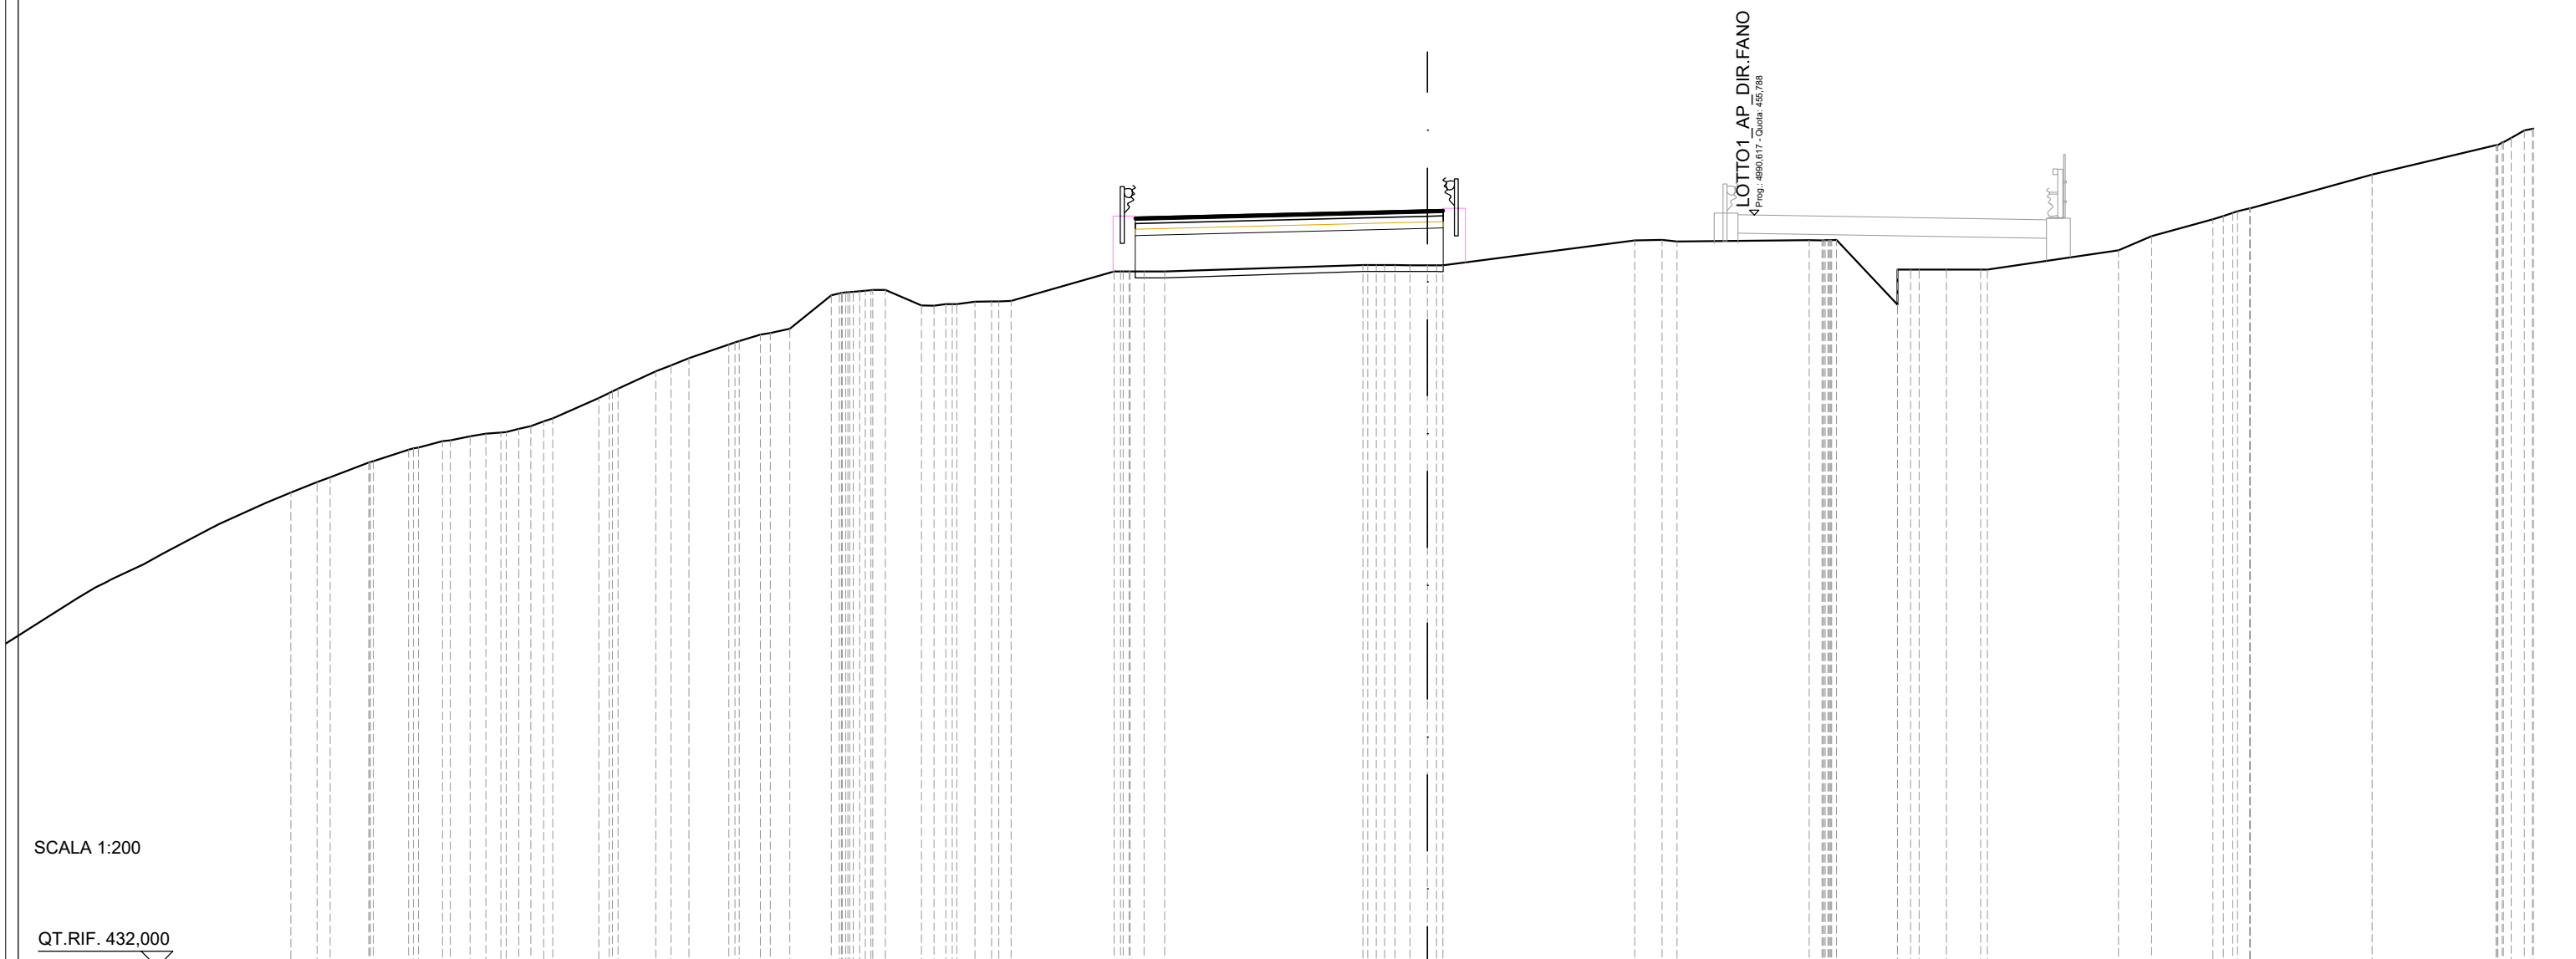 LOTTO1_AP_DIR.FANO
Prog.: 4990,617 - Quota: 455,788
SCALA 1:200
QT.RIF. 432,000